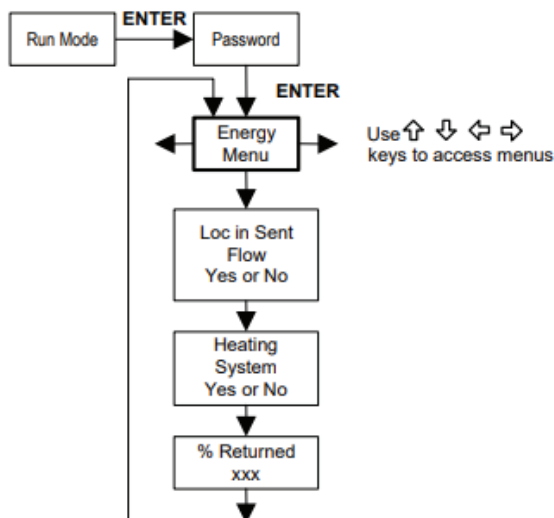 ENTER
Run Mode
Password
ENTER
Energy
Menu
Use
keys to access menus
Loc in Sent
Flow
Yes or No
Heating
System
Yes or No
% Returned
xxx